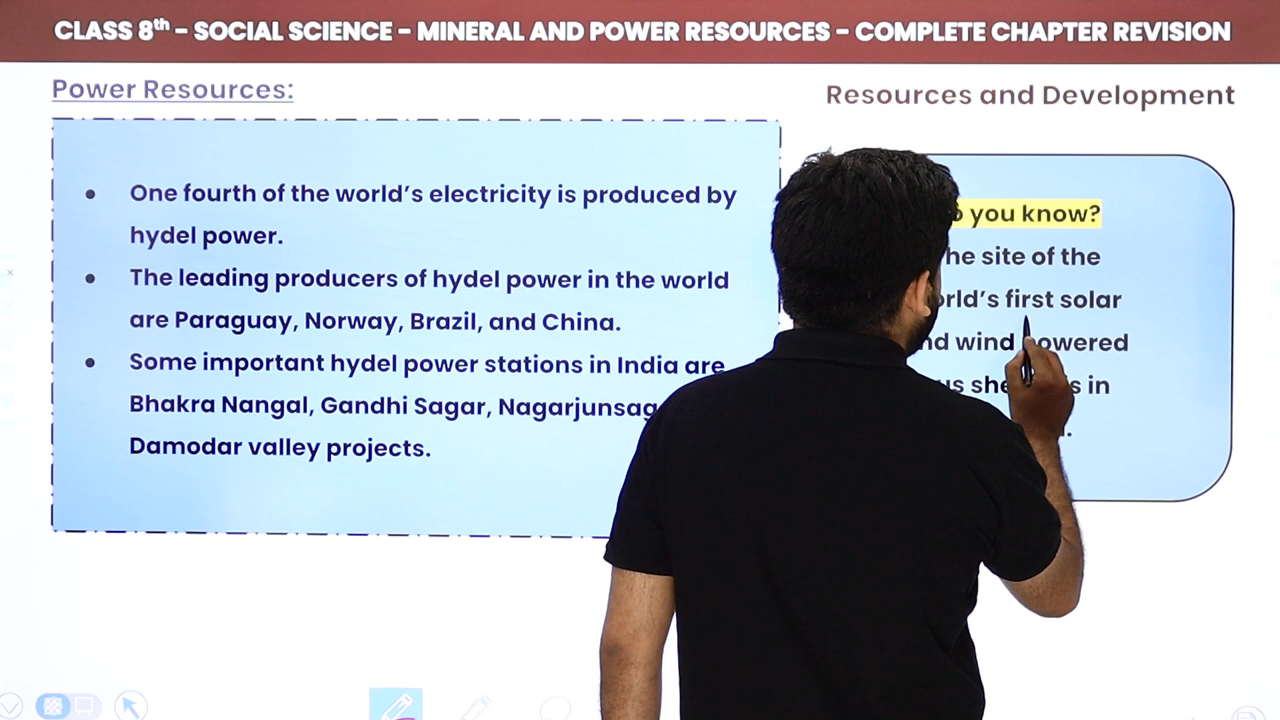 CLASS 8th - SOCIAL SCIENCE - MINERAL AND POWER RESOURCES - COMPLETE CHAPTER REVISION
Power Resources:
Resources and Development
• One fourth of the world's electricity is produced by
hydel power.
• The leading producers of hydel power in the world
are Paraguay, Norway, Brazil, and China.
• Some important hydel power stations in India are
Bhakra Nangal, Gandhi Sagar,
Damodar valley projects.
you know?
site of the
first solar
wind
in